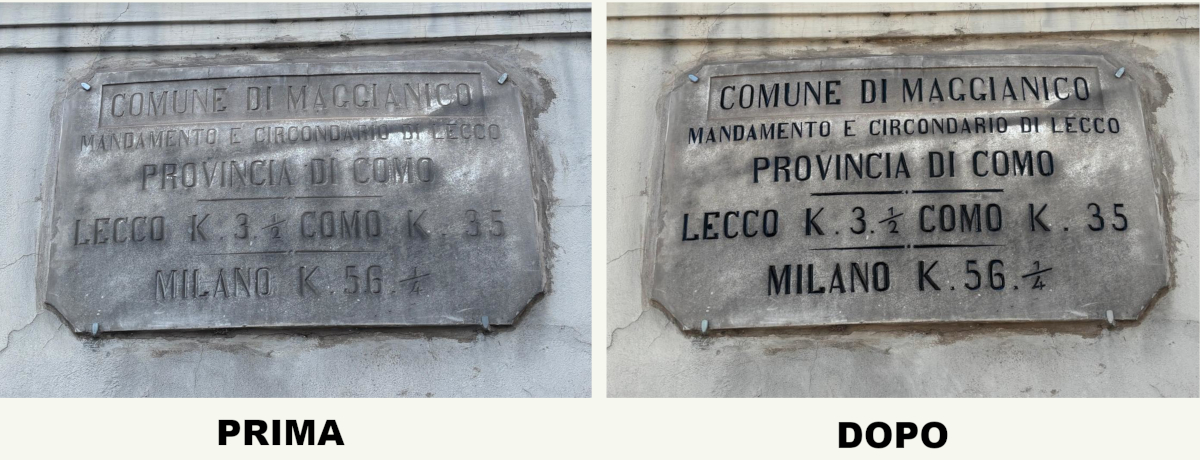 COMUNE DI MAGGIANICO
MANDAMENTO E CIRCONDARIO DI LECCO
PROVINCIA DI COMO
LECCO K. 3. 1/2 COMO K. 35
MILANO K. 56. 1/4
PRIMA
COMUNE DI MAGGIANICO
MANDAMENTO E CIRCONDARIO DI LECCO
PROVINCIA DI COMO
LECCO K. 3. 1/2 COMO K. 35
MILANO K. 56. 1/4
DOPO